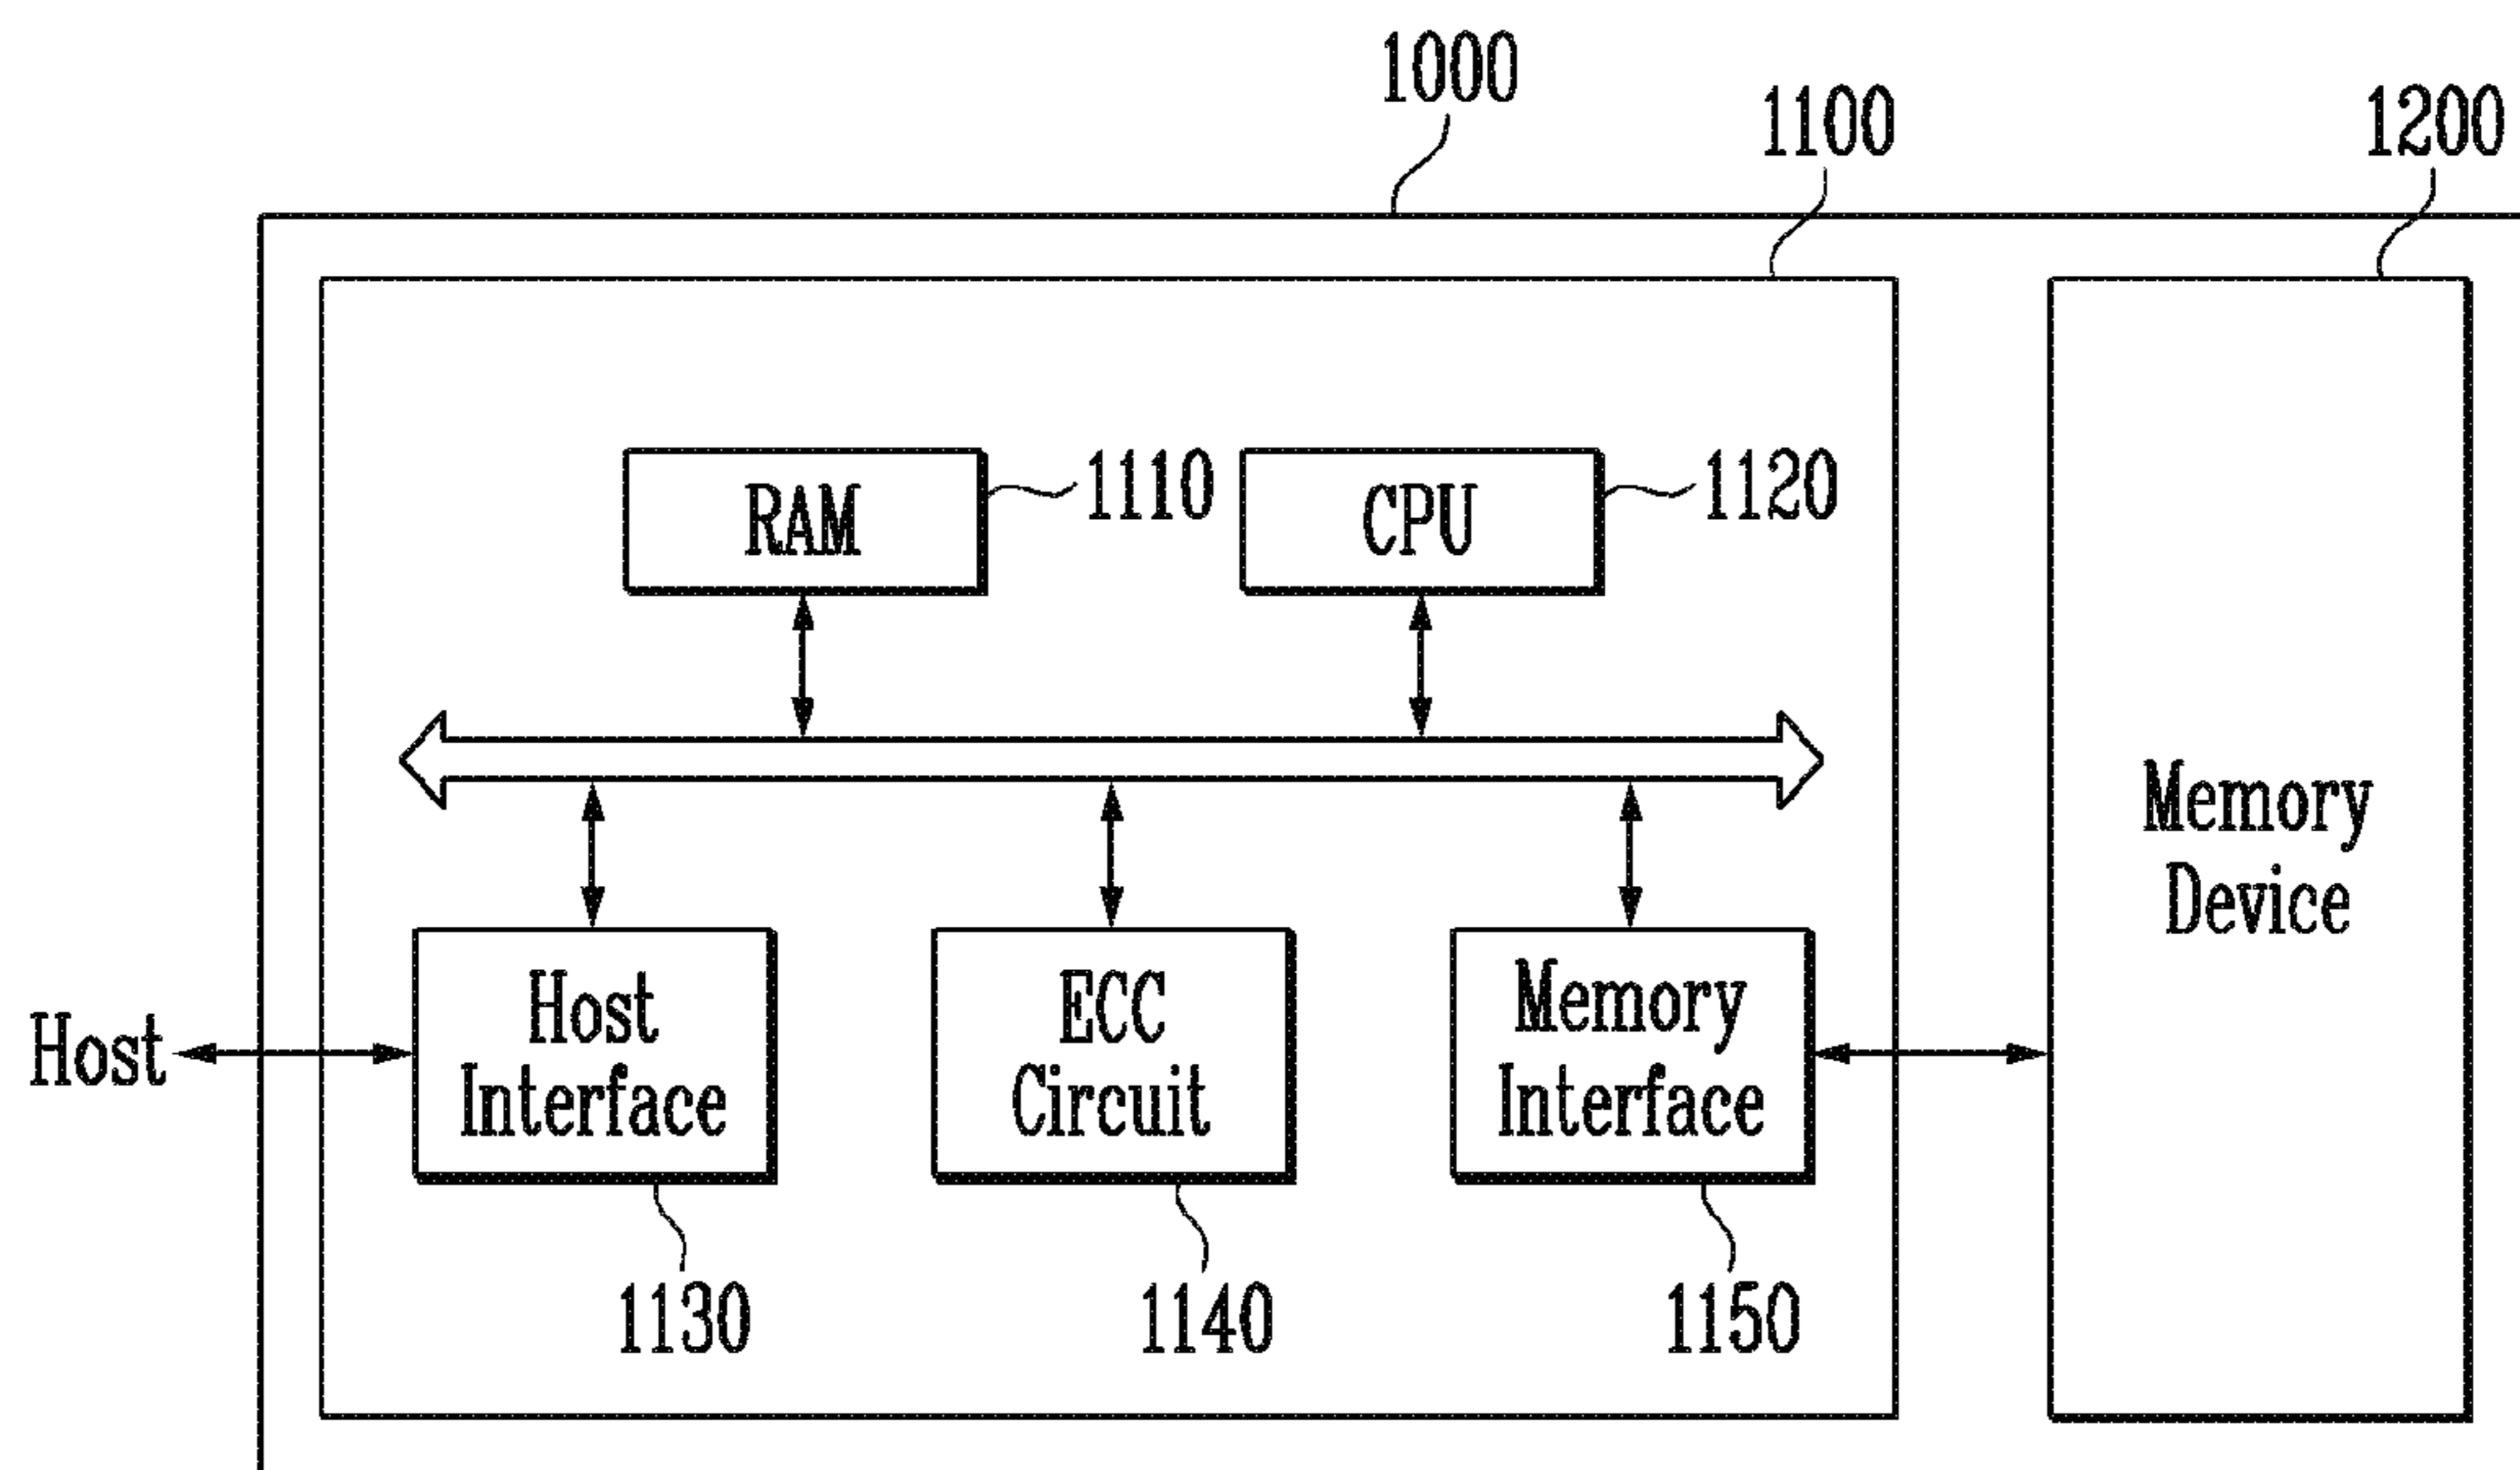 1000
1100
1200
RAM
1110
CPU
1120
Memory
Device
Host
Host
Interface
ECC
Circuit
Memory
Interface
1130
1140
1150